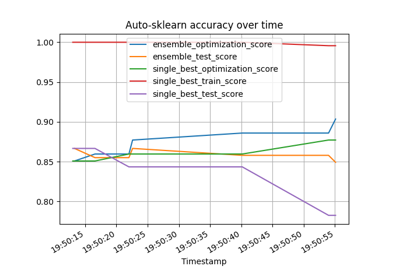 Auto-sklearn accuracy over time
ensemble_optimization_score
ensemble_test_score
single_best_optimization_score
single_best_train_score
single_best_test_score
1.00
0.95
0.90
0.85
0.80
19:50:15
19:50:20
19:50:25
19:50:30
19:50:35
19:50:40
19:50:45
19:50:50
19:50:55
Timestamp